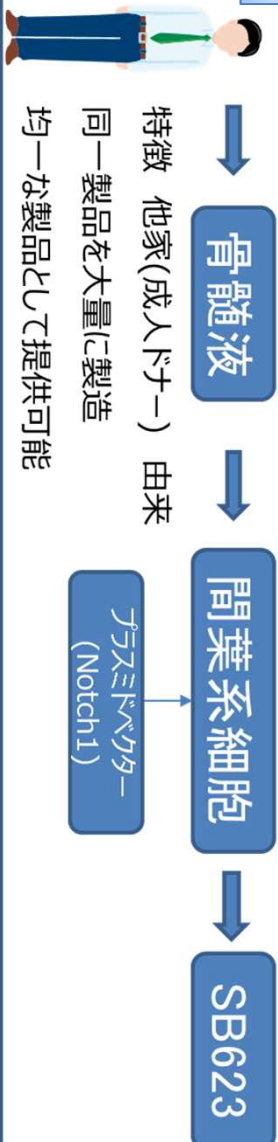 骨髄液
間葉系細胞
SB623
プラスミドベクター
(Notch1)
特徴 他家(成人ドナー) 由来
同一製品を大量に製造
均一な製品として提供可能